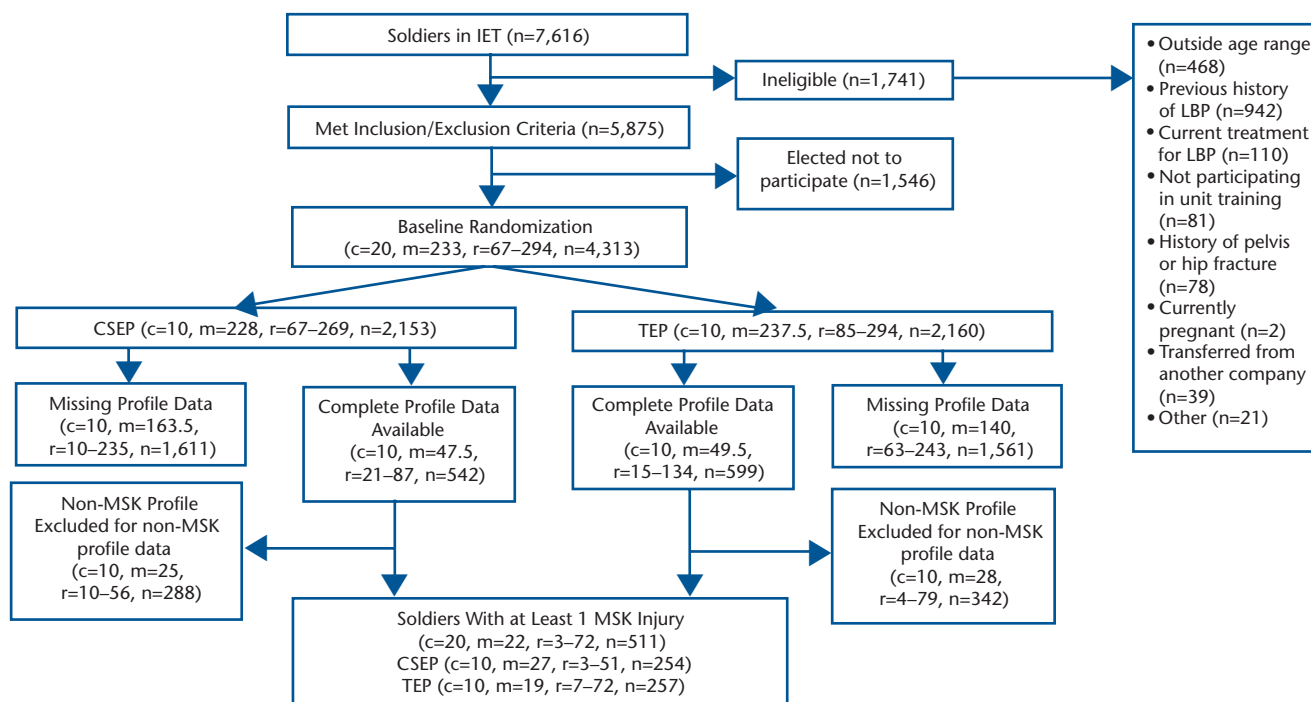 Soldiers in IET (n=7,616)
Ineligible (n=1,741)
• Outside age range
(n=468)
• Previous history
of LBP (n=942)
• Current treatment
for LBP (n=110)
• Not participating
in unit training
(n=81)
• History of pelvis
or hip fracture
(n=78)
• Currently
pregnant (n=2)
• Transferred from
another company
(n=39)
• Other (n=21)
Met Inclusion/Exclusion Criteria (n=5,875)
Elected not to
participate (n=1,546)
Baseline Randomization
(c=20, m=233, r=67–294, n=4,313)
CSEP (c=10, m=228, r=67–269, n=2,153)
TEP (c=10, m=237.5, r=85–294, n=2,160)
Missing Profile Data
(c=10, m=163.5,
r=10–235, n=1,611)
Complete Profile Data
Available
(c=10, m=47.5,
r=21–87, n=542)
Complete Profile Data
Available
(c=10, m=49.5,
r=15–134, n=599)
Missing Profile Data
(c=10, m=140,
r=63–243, n=1,561)
Non-MSK Profile
Excluded for non-MSK
profile data
(c=10, m=25,
r=10–56, n=288)
Non-MSK Profile
Excluded for non-MSK
profile data
(c=10, m=28,
r=4–79, n=342)
Soldiers With at Least 1 MSK Injury
(c=20, m=22, r=3–72, n=511)
CSEP (c=10, m=27, r=3–51, n=254)
TEP (c=10, m=19, r=7–72, n=257)